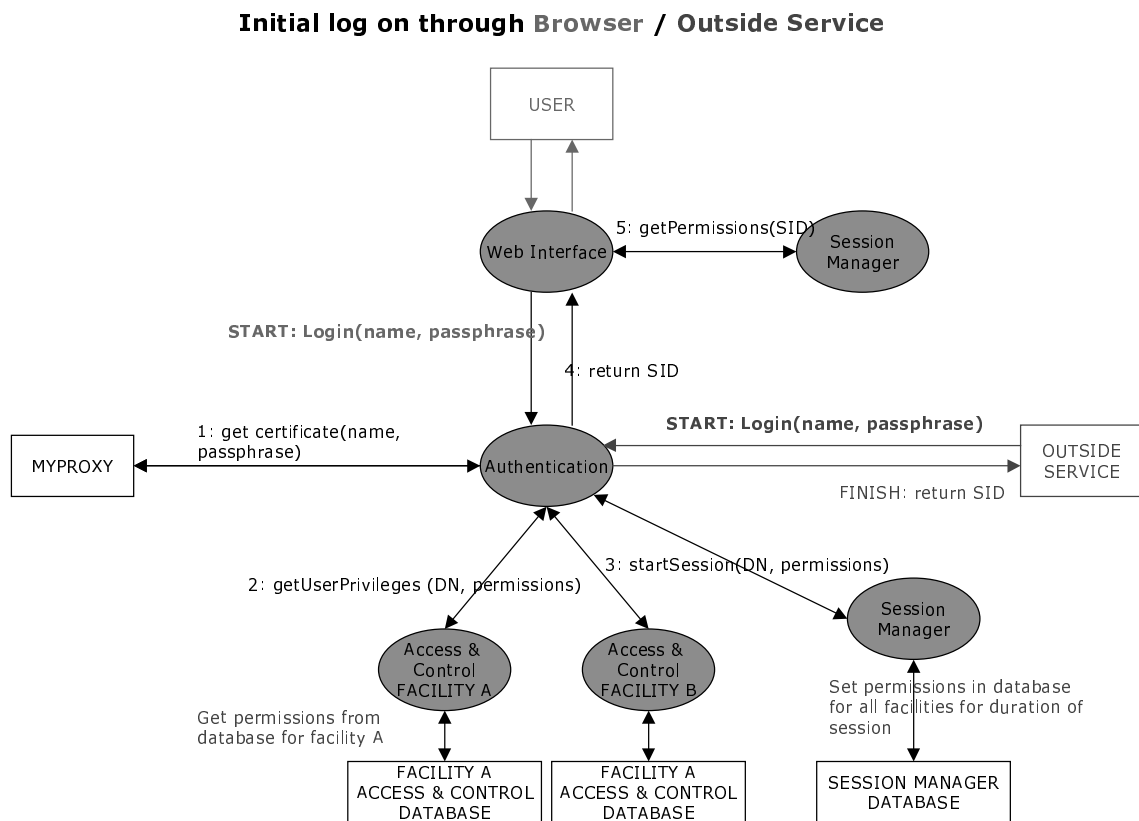 Initial log on through Browser / Outside Service
USER
5: getPermissions(SID)
Web Interface
Session
Manager
START: Login(name, passphrase)
4: return SID
1: get certificate(name,
passphrase)
START: Login(name, passphrase)
MYPROXY
Authentication
OUTSIDE
SERVICE
FINISH: return SID
2: getUserPrivileges (DN, permissions)
3: startSession(DN, permissions)
Session
Manager
Access &
Control
FACILITY A
Access &
Control
FACILITY B
Get permissions from
database for facility A
Set permissions in database
for all facilities for duration of
session
FACILITY A
ACCESS & CONTROL
DATABASE
FACILITY A
ACCESS & CONTROL
DATABASE
SESSION MANAGER
DATABASE